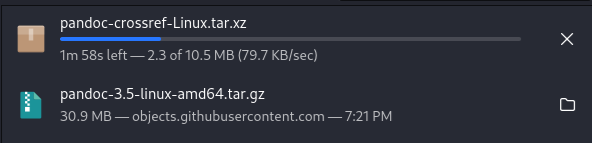 pandoc-crossref-Linux.tar.xz
1m 58s left — 2.3 of 10.5 MB (79.7 KB/sec)
pandoc-3.5-linux-amd64.tar.gz
30.9 MB — objects.githubusercontent.com — 7:21 PM